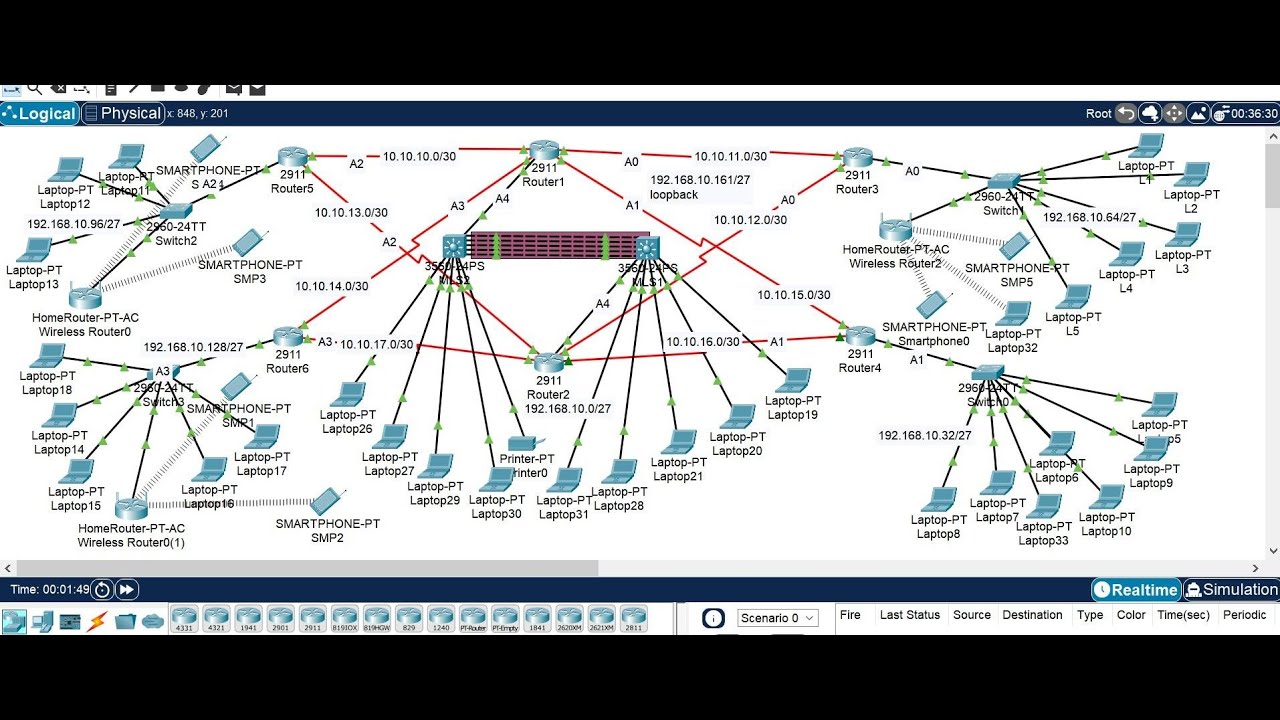 Logical
Physical
x: 848, y: 201
Root
00:36:30
Laptop-PT
Laptop12
Laptop-PT
Laptop11
SMARTPHONE-PT
2911
Router5
A2
10.10.10.0/30
2911
Router1
A0
10.10.11.0/30
2911
Router3
A0
Laptop-PT
L1
192.168.10.96/27
2960-24TT
Switch2
10.10.13.0/30
A3
A4
192.168.10.161/27
loopback
A1
A0
10.10.12.0/30
2960-24TT
Switch1
192.168.10.64/27
Laptop-PT
L2
Laptop-PT
Laptop13
SMARTPHONE-PT
SMP3
A2
3560-24PS
MLS2
3560-24PS
MLS1
HomeRouter-PT-AC
Wireless Router2
SMARTPHONE-PT
SMP5
Laptop-PT
L4
Laptop-PT
L3
HomeRouter-PT-AC
Wireless Router0
10.10.14.0/30
A4
10.10.15.0/30
SMARTPHONE-PT
Smartphone0
Laptop-PT
Laptop32
Laptop-PT
L5
192.168.10.128/27
2911
Router6
A3
10.10.17.0/30
2911
Router2
10.10.16.0/30
A1
2911
Router4
A1
Laptop-PT
Laptop18
A3
2960-24TT
Switch3
SMARTPHONE-PT
SMP1
192.168.10.0/27
2960-24TT
Switch0
192.168.10.32/27
Laptop-PT
Laptop14
Laptop-PT
Laptop17
Laptop-PT
Laptop26
Laptop-PT
Laptop19
Laptop-PT
Laptop5
Laptop-PT
Laptop15
Laptop-PT
Laptop16
Laptop-PT
Laptop27
Laptop-PT
Laptop29
Printer-PT
Printer0
Laptop-PT
Laptop21
Laptop-PT
Laptop20
Laptop-PT
Laptop6
Laptop-PT
Laptop9
HomeRouter-PT-AC
Wireless Router0(1)
SMARTPHONE-PT
SMP2
Laptop-PT
Laptop30
Laptop-PT
Laptop31
Laptop-PT
Laptop28
Laptop-PT
Laptop8
Laptop-PT
Laptop7
Laptop-PT
Laptop33
Laptop-PT
Laptop10
Time: 00:01:49
Realtime
Simulation
4331
4321
1941
2901
2911
819IOX
819HGW
829
1240
PT-Router
PT-Empty
1841
2620XM
2621XM
2811
Scenario 0
Fire
Last Status
Source
Destination
Type
Color
Time(sec)
Periodic